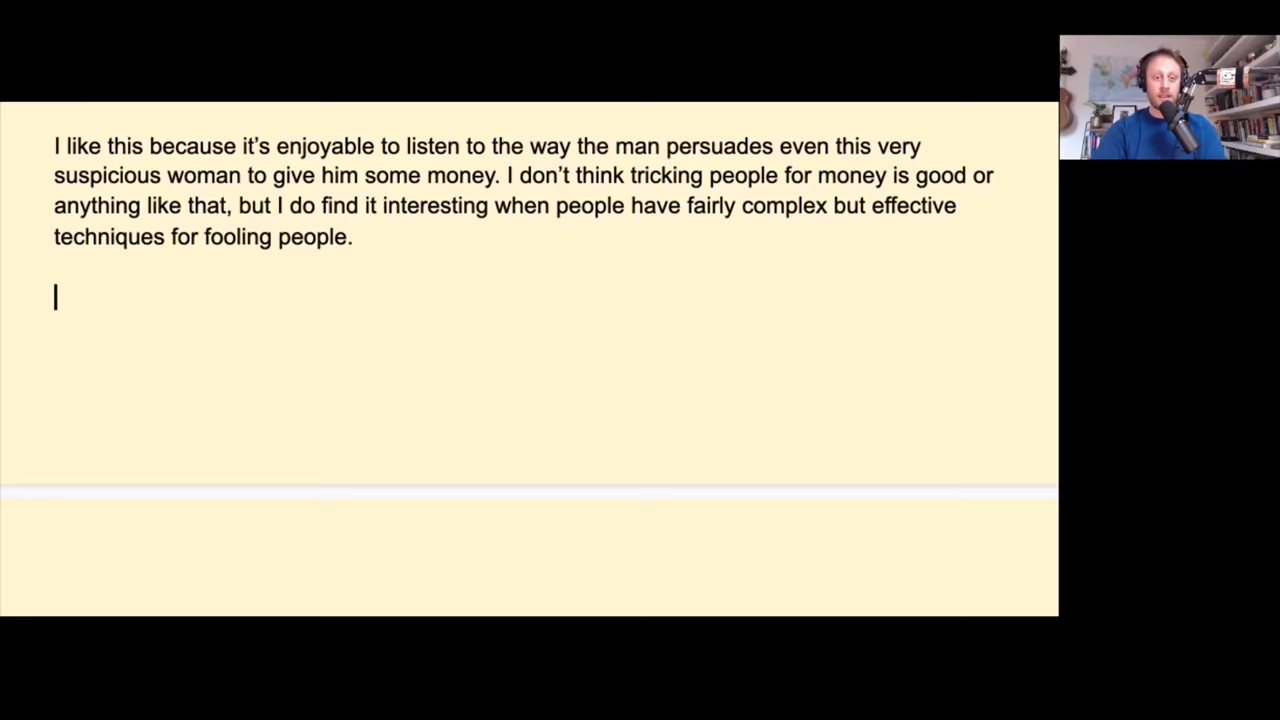 I like this because it’s enjoyable to listen to the way the man persuades even this very
suspicious woman to give him some money. I don’t think tricking people for money is good or
anything like that, but I do find it interesting when people have fairly complex but effective
techniques for fooling people.